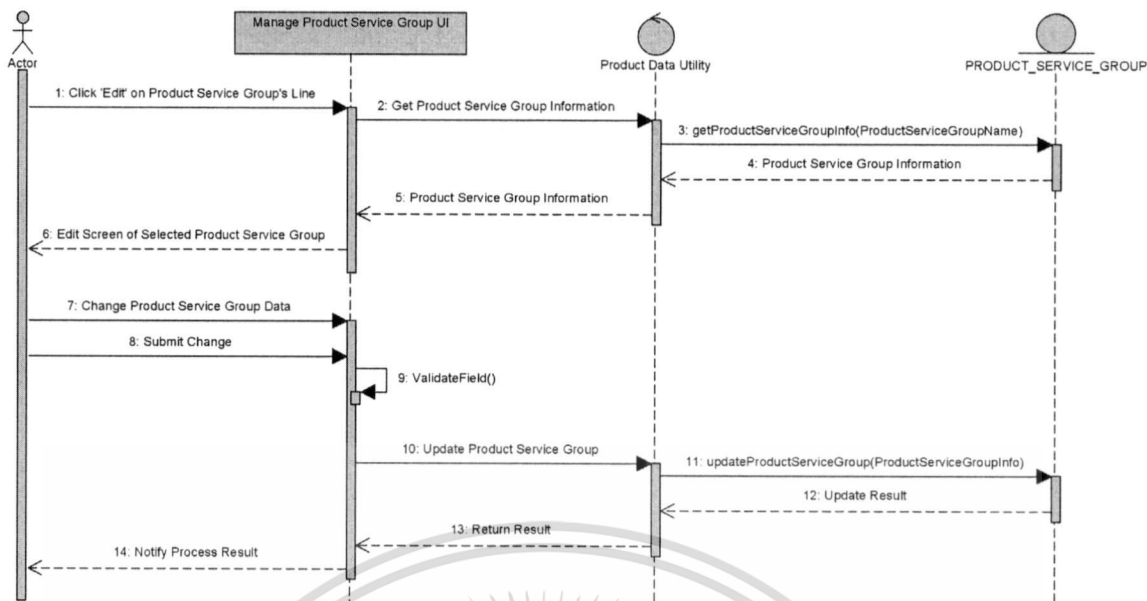 Manage Product Service Group UI
Actor
Product Data Utility
PRODUCT_SERVICE_GROUP
1: Click 'Edit' on Product Service Group's Line
2: Get Product Service Group Information
3: getProductServiceGroupInfo(ProductServiceGroupName)
4: Product Service Group Information
5: Product Service Group Information
6: Edit Screen of Selected Product Service Group
7: Change Product Service Group Data
8: Submit Change
9: ValidateField()
10: Update Product Service Group
11: updateProductServiceGroup(ProductServiceGroupInfo)
12: Update Result
13: Return Result
14: Notify Process Result